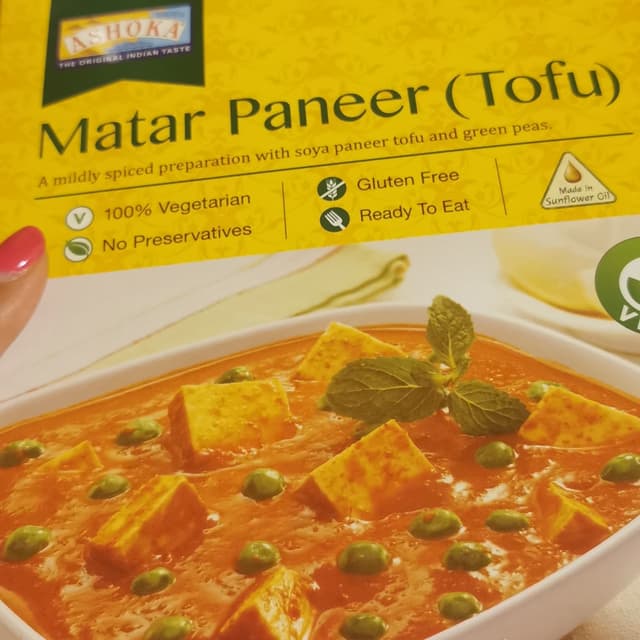 ASHOKA
THE ORIGINAL INDIAN TASTE
Matar Paneer (Tofu)
A mildly spiced preparation with soya paneer tofu and green peas.
V 100% Vegetarian
No Preservatives
Gluten Free
Ready To Eat
Made in
Sunflower Oil